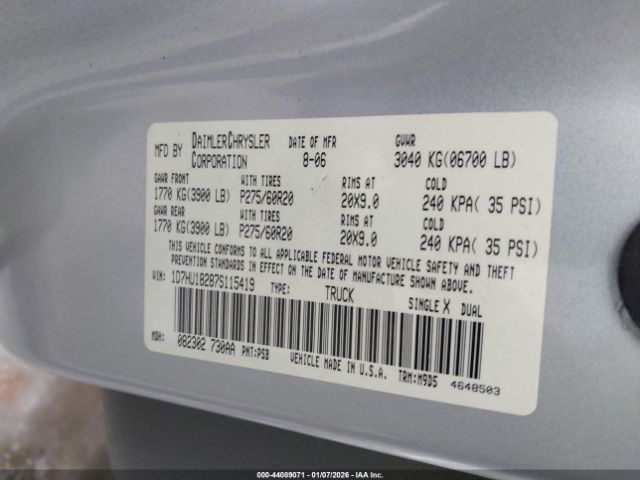 MFD BY DAIMLERCHRYSLER CORPORATION DATE OF MFR 8-06 GVWR 3040 KG(06700 LB)
GAWR FRONT WITH TIRES RIMS AT COLD
1770 KG(3900 LB) P275/60R20 20X9.0 240 KPA( 35 PSI)
GAWR REAR WITH TIRES RIMS AT COLD
1770 KG(3900 LB) P275/60R20 20X9.0 240 KPA( 35 PSI)
THIS VEHICLE CONFORMS TO ALL APPLICABLE FEDERAL MOTOR VEHICLE SAFETY AND THEFT
PREVENTION STANDARDS IN EFFECT ON THE DATE OF MANUFACTURE SHOWN ABOVE.
1D7HU18287S115419 TYPE: TRUCK SINGLE X DUAL
MDH: 082302 730AA PNT:PSB VEHICLE MADE IN U.S.A. TRM:M9D5 4648503
000-44089071 | 01/07/2026 | IAA Inc.